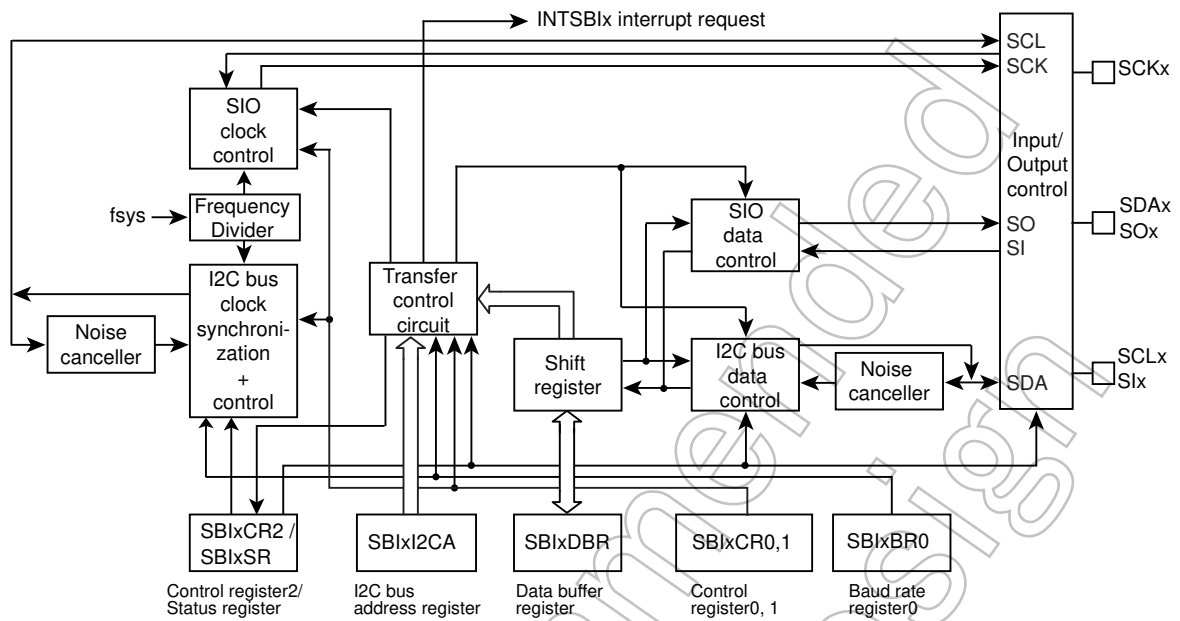 INTSBIx interrupt request
SCL
SCK
SCKx
SIO
clock
control
Input/
Output
control
fsys
Frequency
Divider
SIO
data
control
SO
SI
SDAx
SOx
I2C bus
clock
synchroni-
zation
+
control
Noise
canceller
Transfer
control
circuit
Shift
register
I2C bus
data
control
Noise
canceller
SDA
SCLx
SIx
SBIxCR2 /
SBIxSR
SBIxI2CA
SBIxDBR
SBIxCR0,1
SBIxBR0
Control register2/
Status register
I2C bus
address register
Data buffer
register
Control
register0, 1
Baud rate
register0